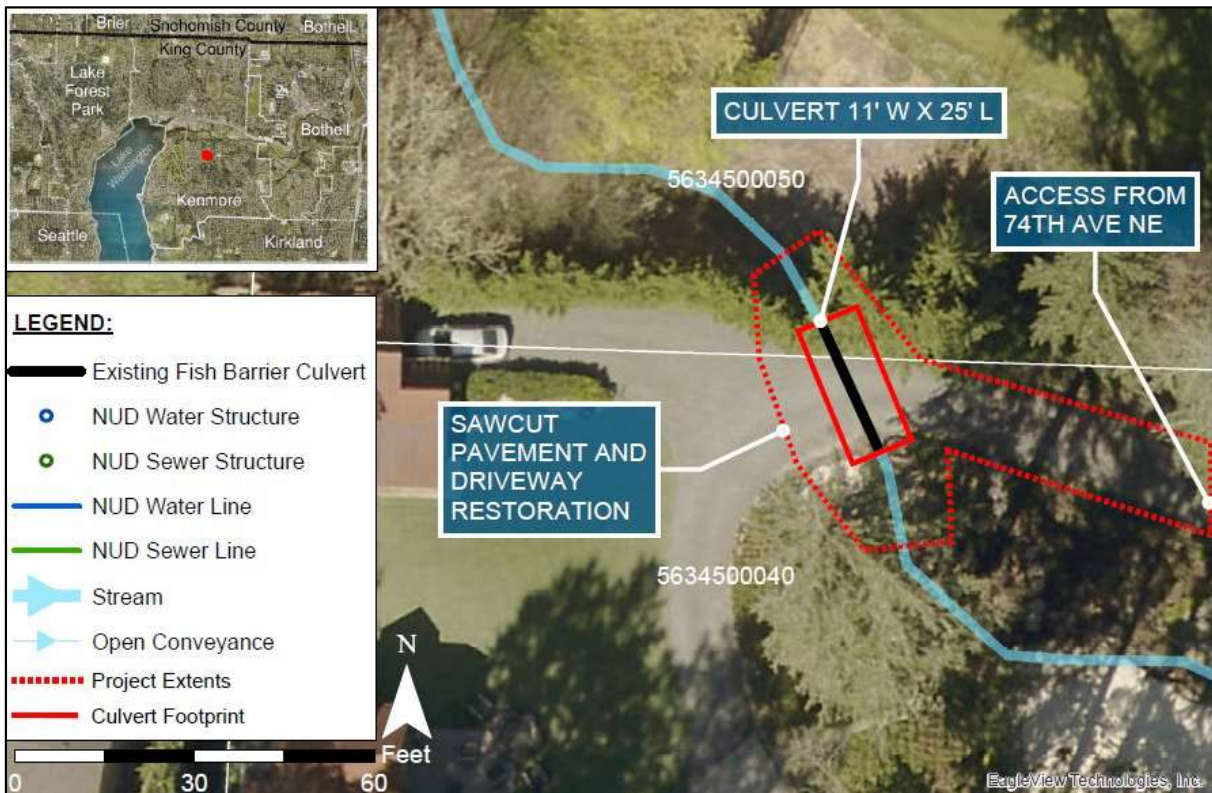 Brier
Snohomish County
Bothell
King County
Lake
Forest
Park
Bothell
Lake
Washington
Kenmore
Seattle
Kirkland
LEGEND:
Existing Fish Barrier Culvert
NUD Water Structure
NUD Sewer Structure
NUD Water Line
NUD Sewer Line
Stream
Open Conveyance
Project Extents
Culvert Footprint
N
Feet
0
30
60
CULVERT 11' W X 25' L
5634500050
ACCESS FROM
74TH AVE NE
SAWCUT
PAVEMENT AND
DRIVEWAY
RESTORATION
5634500040
EagleView Technologies, Inc.